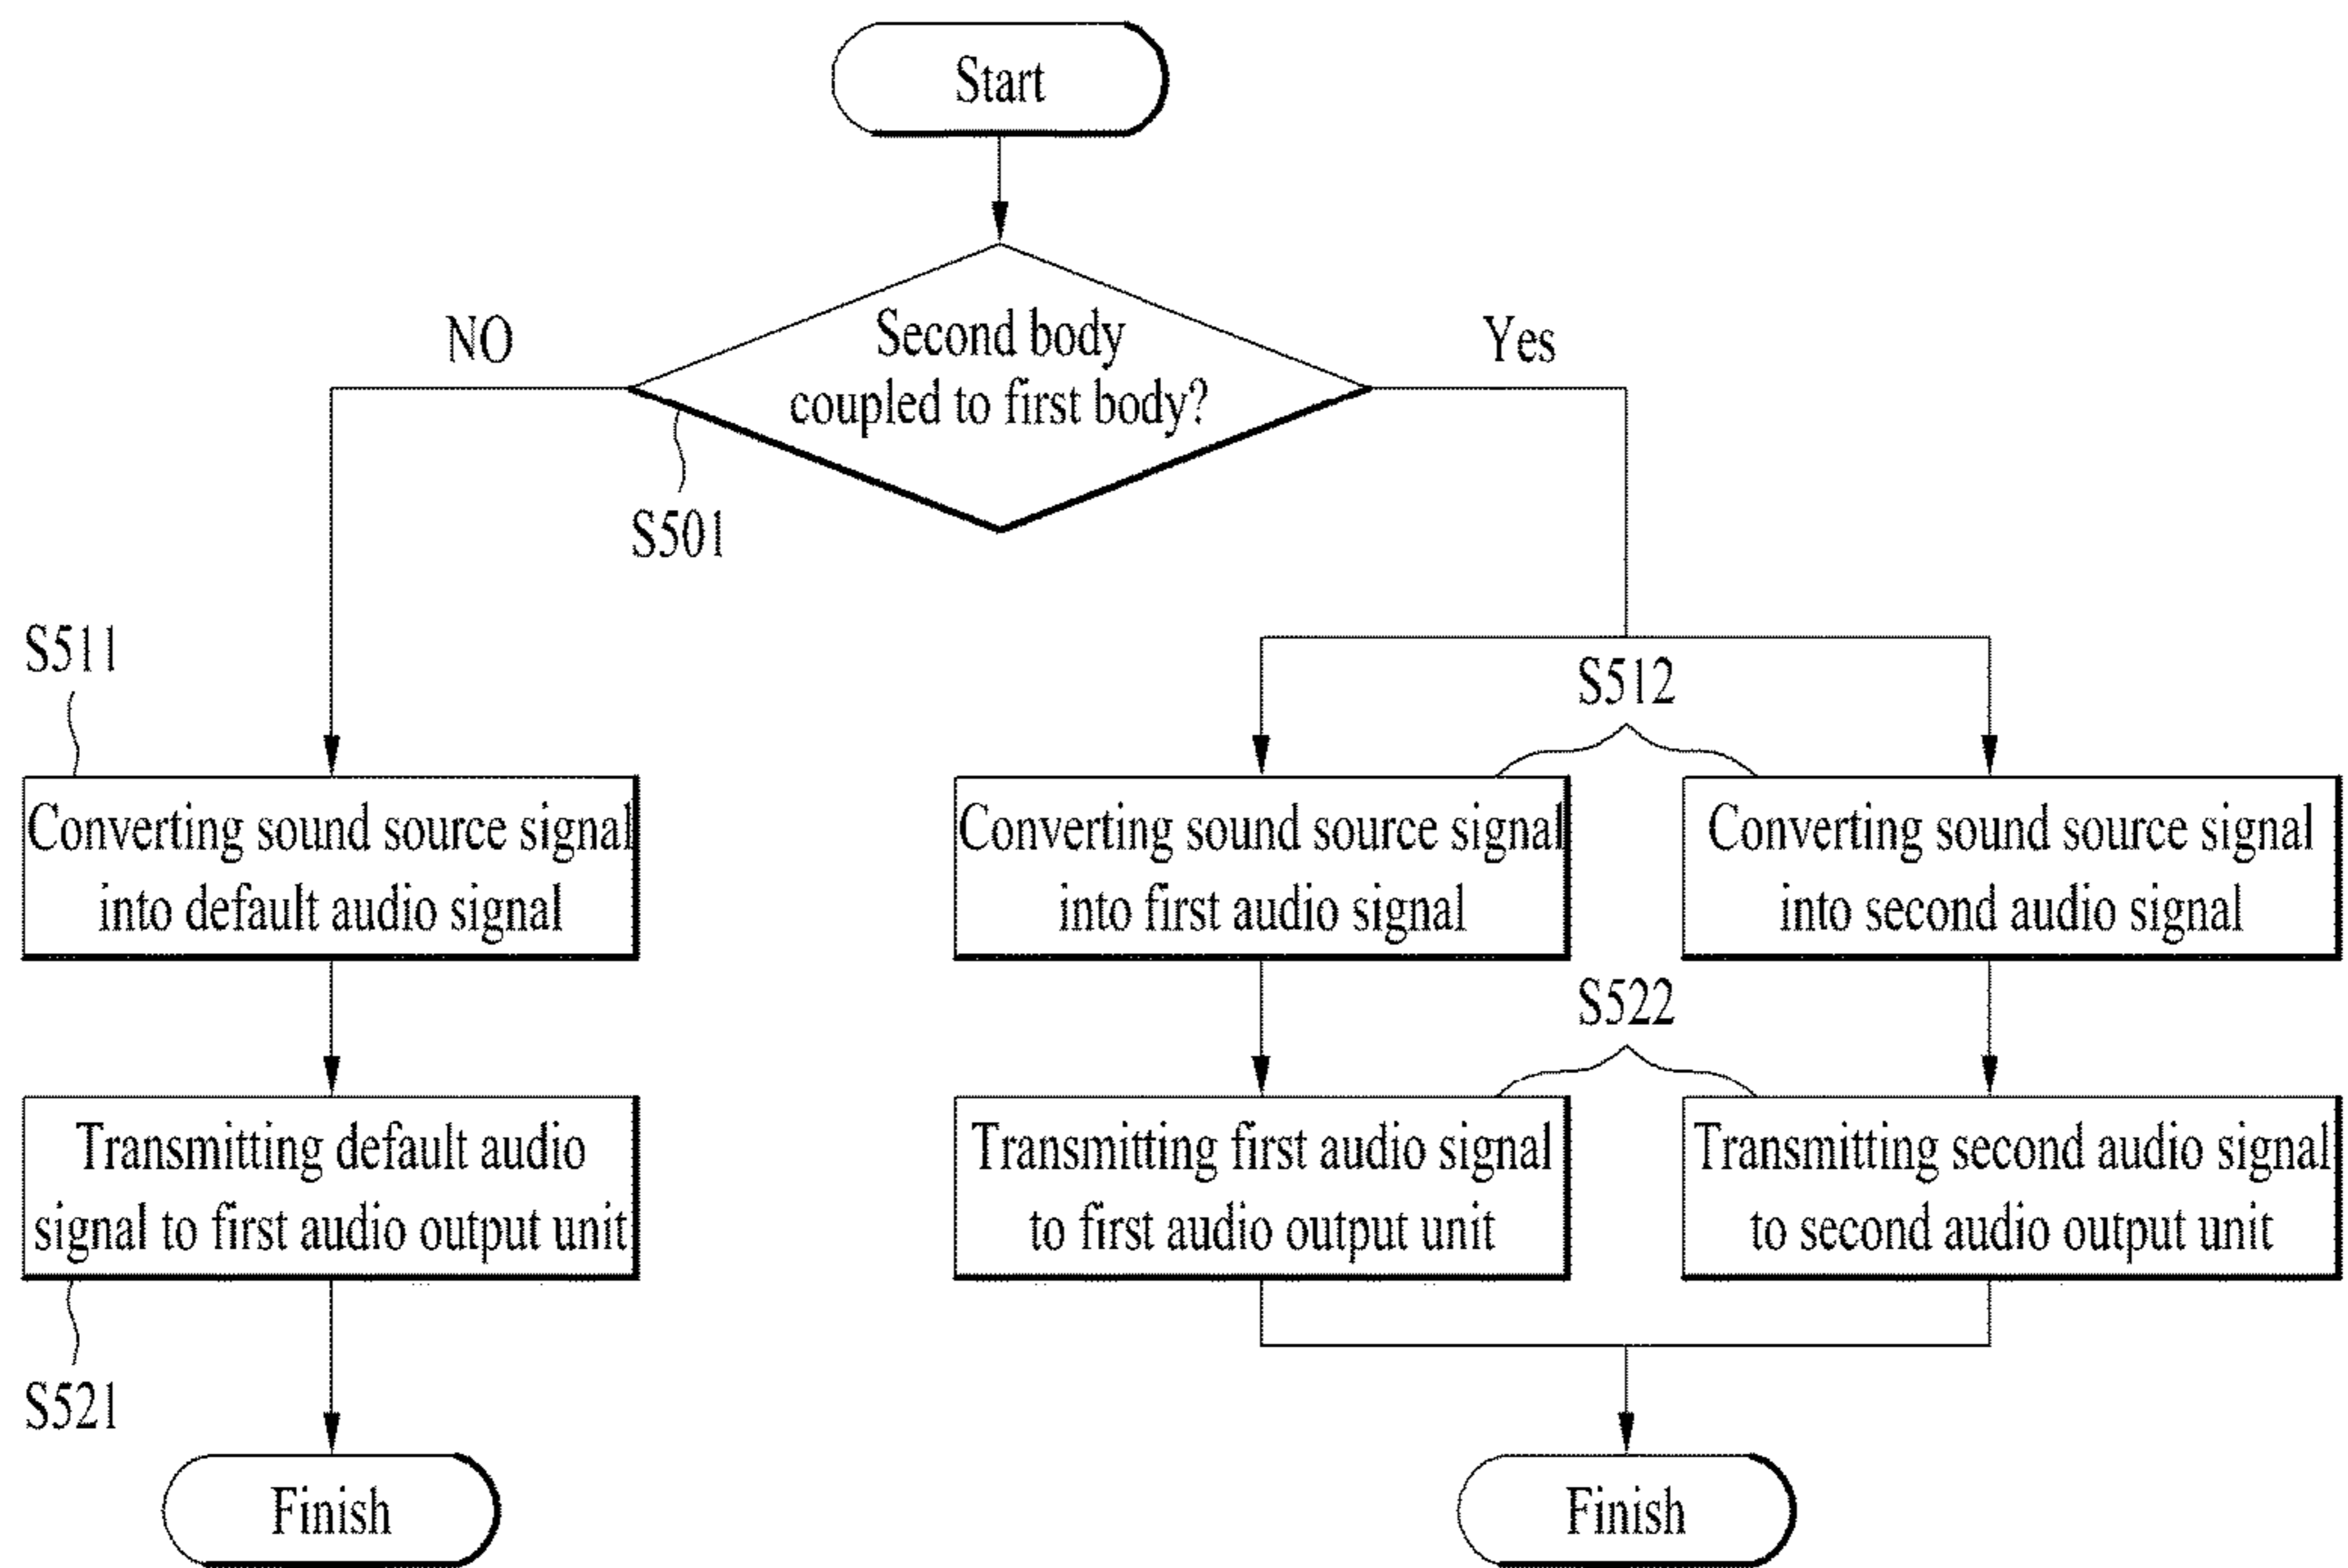 Start
Second body
coupled to first body?
NO
Yes
S501
S511
Converting sound source signal
into default audio signal
Transmitting default audio
signal to first audio output unit
S521
Finish
S512
Converting sound source signal
into first audio signal
Converting sound source signal
into second audio signal
S522
Transmitting first audio signal
to first audio output unit
Transmitting second audio signal
to second audio output unit
Finish